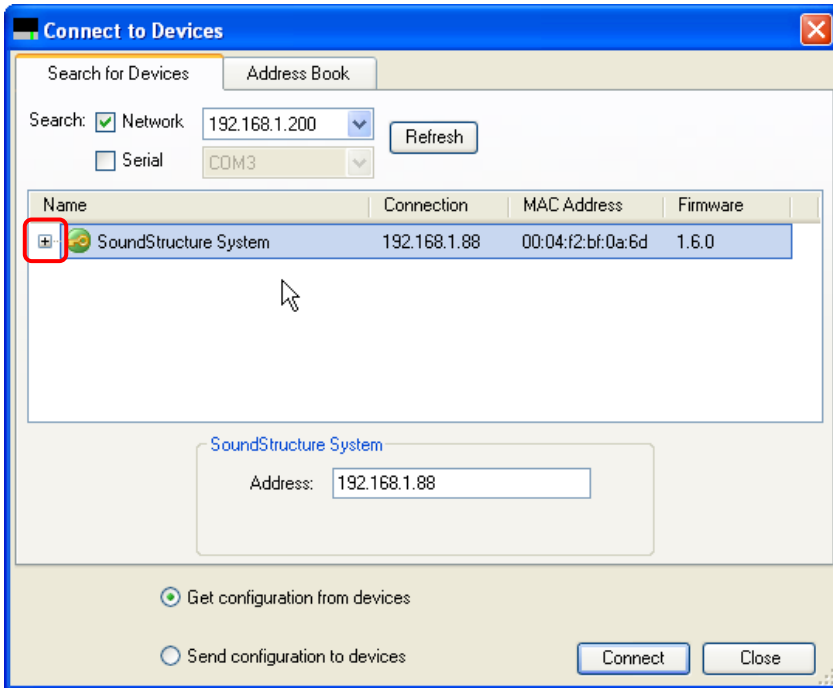 Connect to Devices
Search for Devices Address Book
Search: Network 192.168.1.200 Refresh
Serial COM3
Name Connection MAC Address Firmware
SoundStructure System 192.168.1.88 00:04:f2:bf:0a:6d 1.6.0
SoundStructure System
Address: 192.168.1.88
Get configuration from devices
Send configuration to devices Connect Close